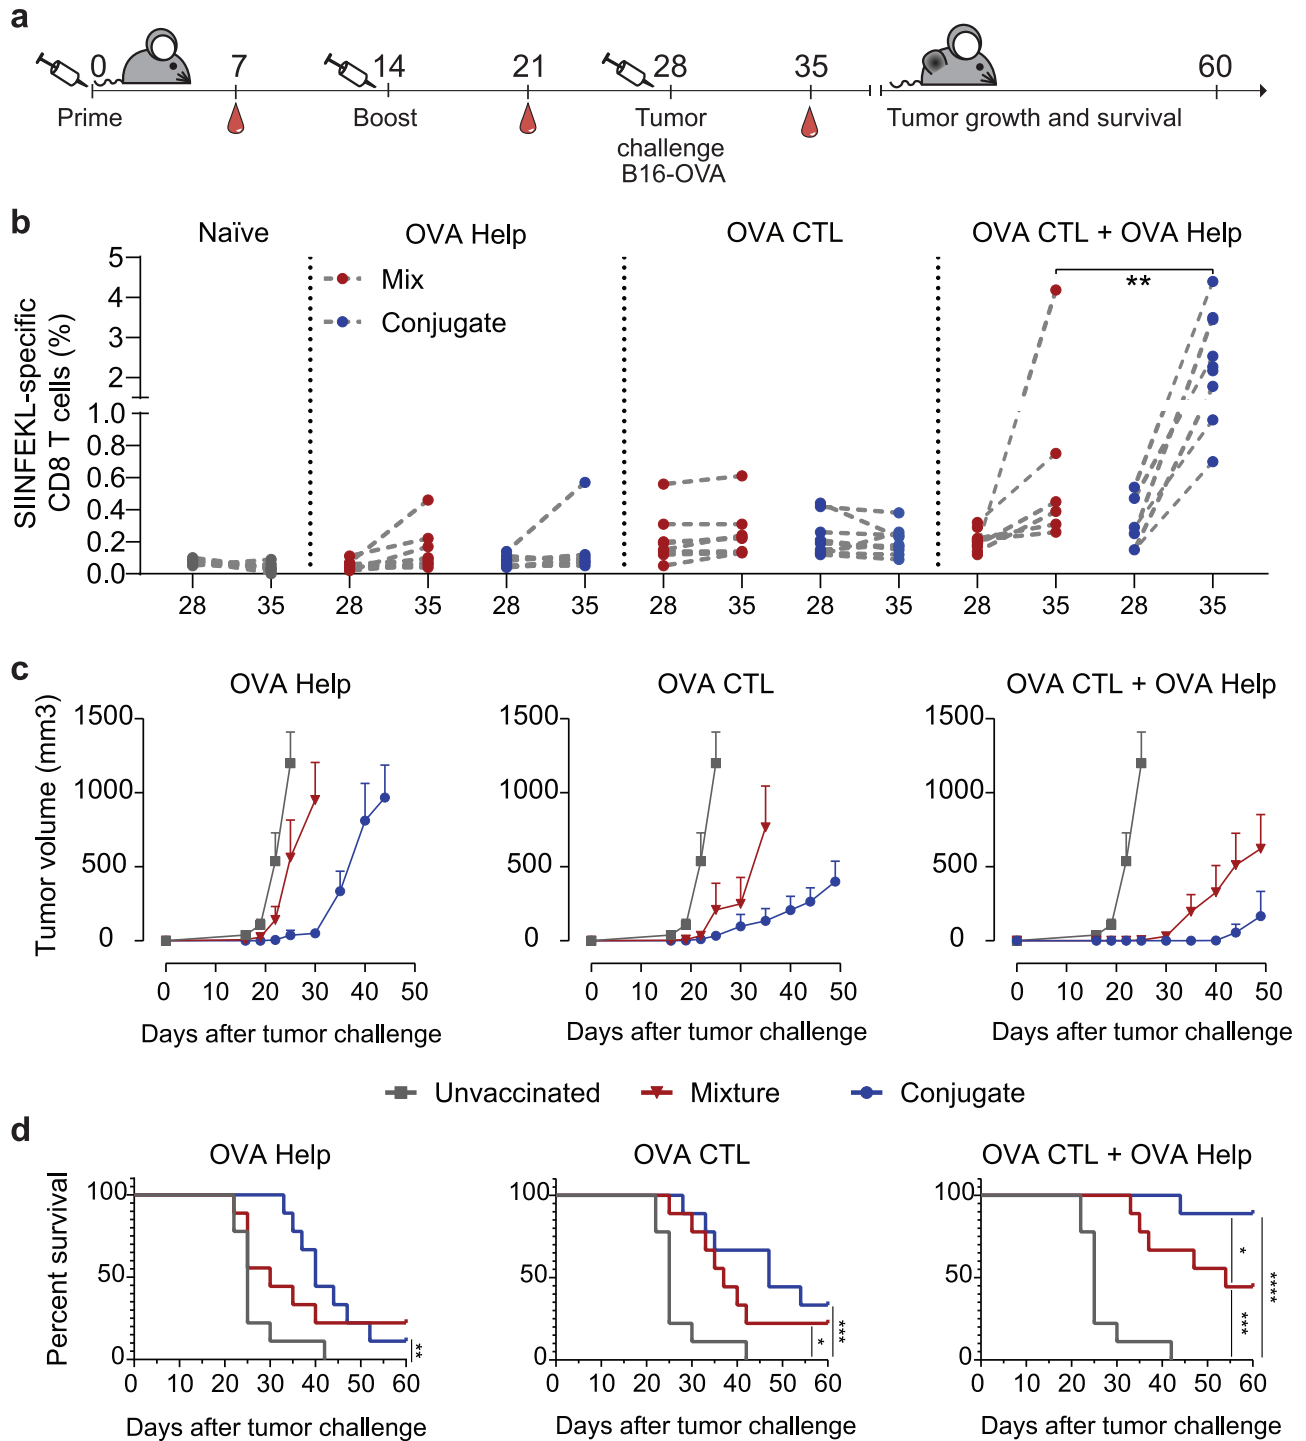 a
0 7 14 21 28 35 60
Prime Boost Tumor Tumor growth and survival
challenge
B16-OVA
b
Naïve OVA Help OVA CTL OVA CTL + OVA Help
SIINFEKL-specific
CD8 T cells (%)
5
4
3
2
1.0
0.8
0.6
0.4
0.2
0.0
Mix
Conjugate
**
28 35 28 35 28 35 28 35 28 35 28 35 28 35
c
OVA Help OVA CTL OVA CTL + OVA Help
Tumor volume (mm3)
1500 1500 1500
1000 1000 1000
500 500 500
0 0 0
0 10 20 30 40 50 0 10 20 30 40 50 0 10 20 30 40 50
Days after tumor challenge Days after tumor challenge Days after tumor challenge
Unvaccinated Mixture Conjugate
d
OVA Help OVA CTL OVA CTL + OVA Help
Percent survival
100 100 100
50 50 50
0 0 0
** * *** * *** ****
0 10 20 30 40 50 60 0 10 20 30 40 50 60 0 10 20 30 40 50 60
Days after tumor challenge Days after tumor challenge Days after tumor challenge